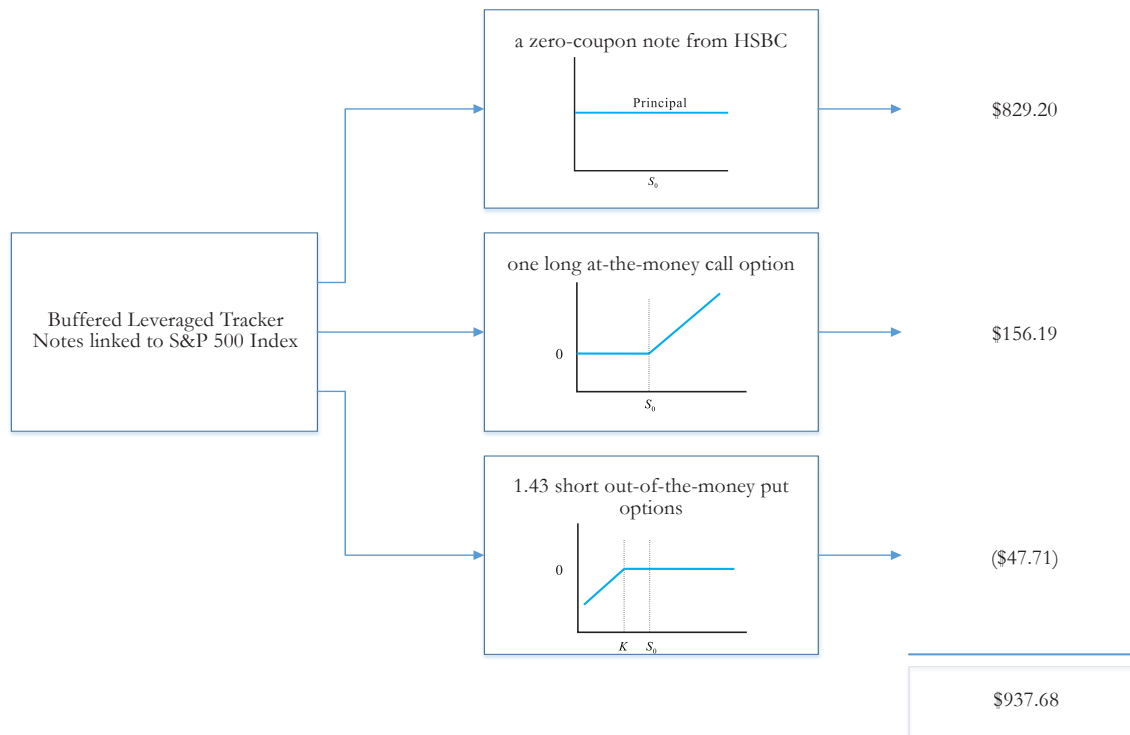 a zero-coupon note from HSBC
Principal
S₀
$829.20
Buffered Leveraged Tracker
Notes linked to S&P 500 Index
one long at-the-money call option
0
S₀
$156.19
1.43 short out-of-the-money put
options
0
K S₀
($47.71)
$937.68